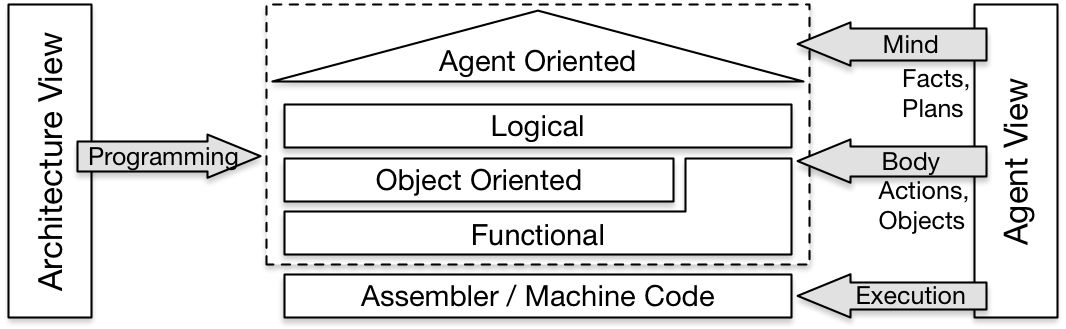 Architecture View
Programming
Agent Oriented
Logical
Object Oriented
Functional
Assembler / Machine Code
Mind
Facts,
Plans
Body
Actions,
Objects
Execution
Agent View